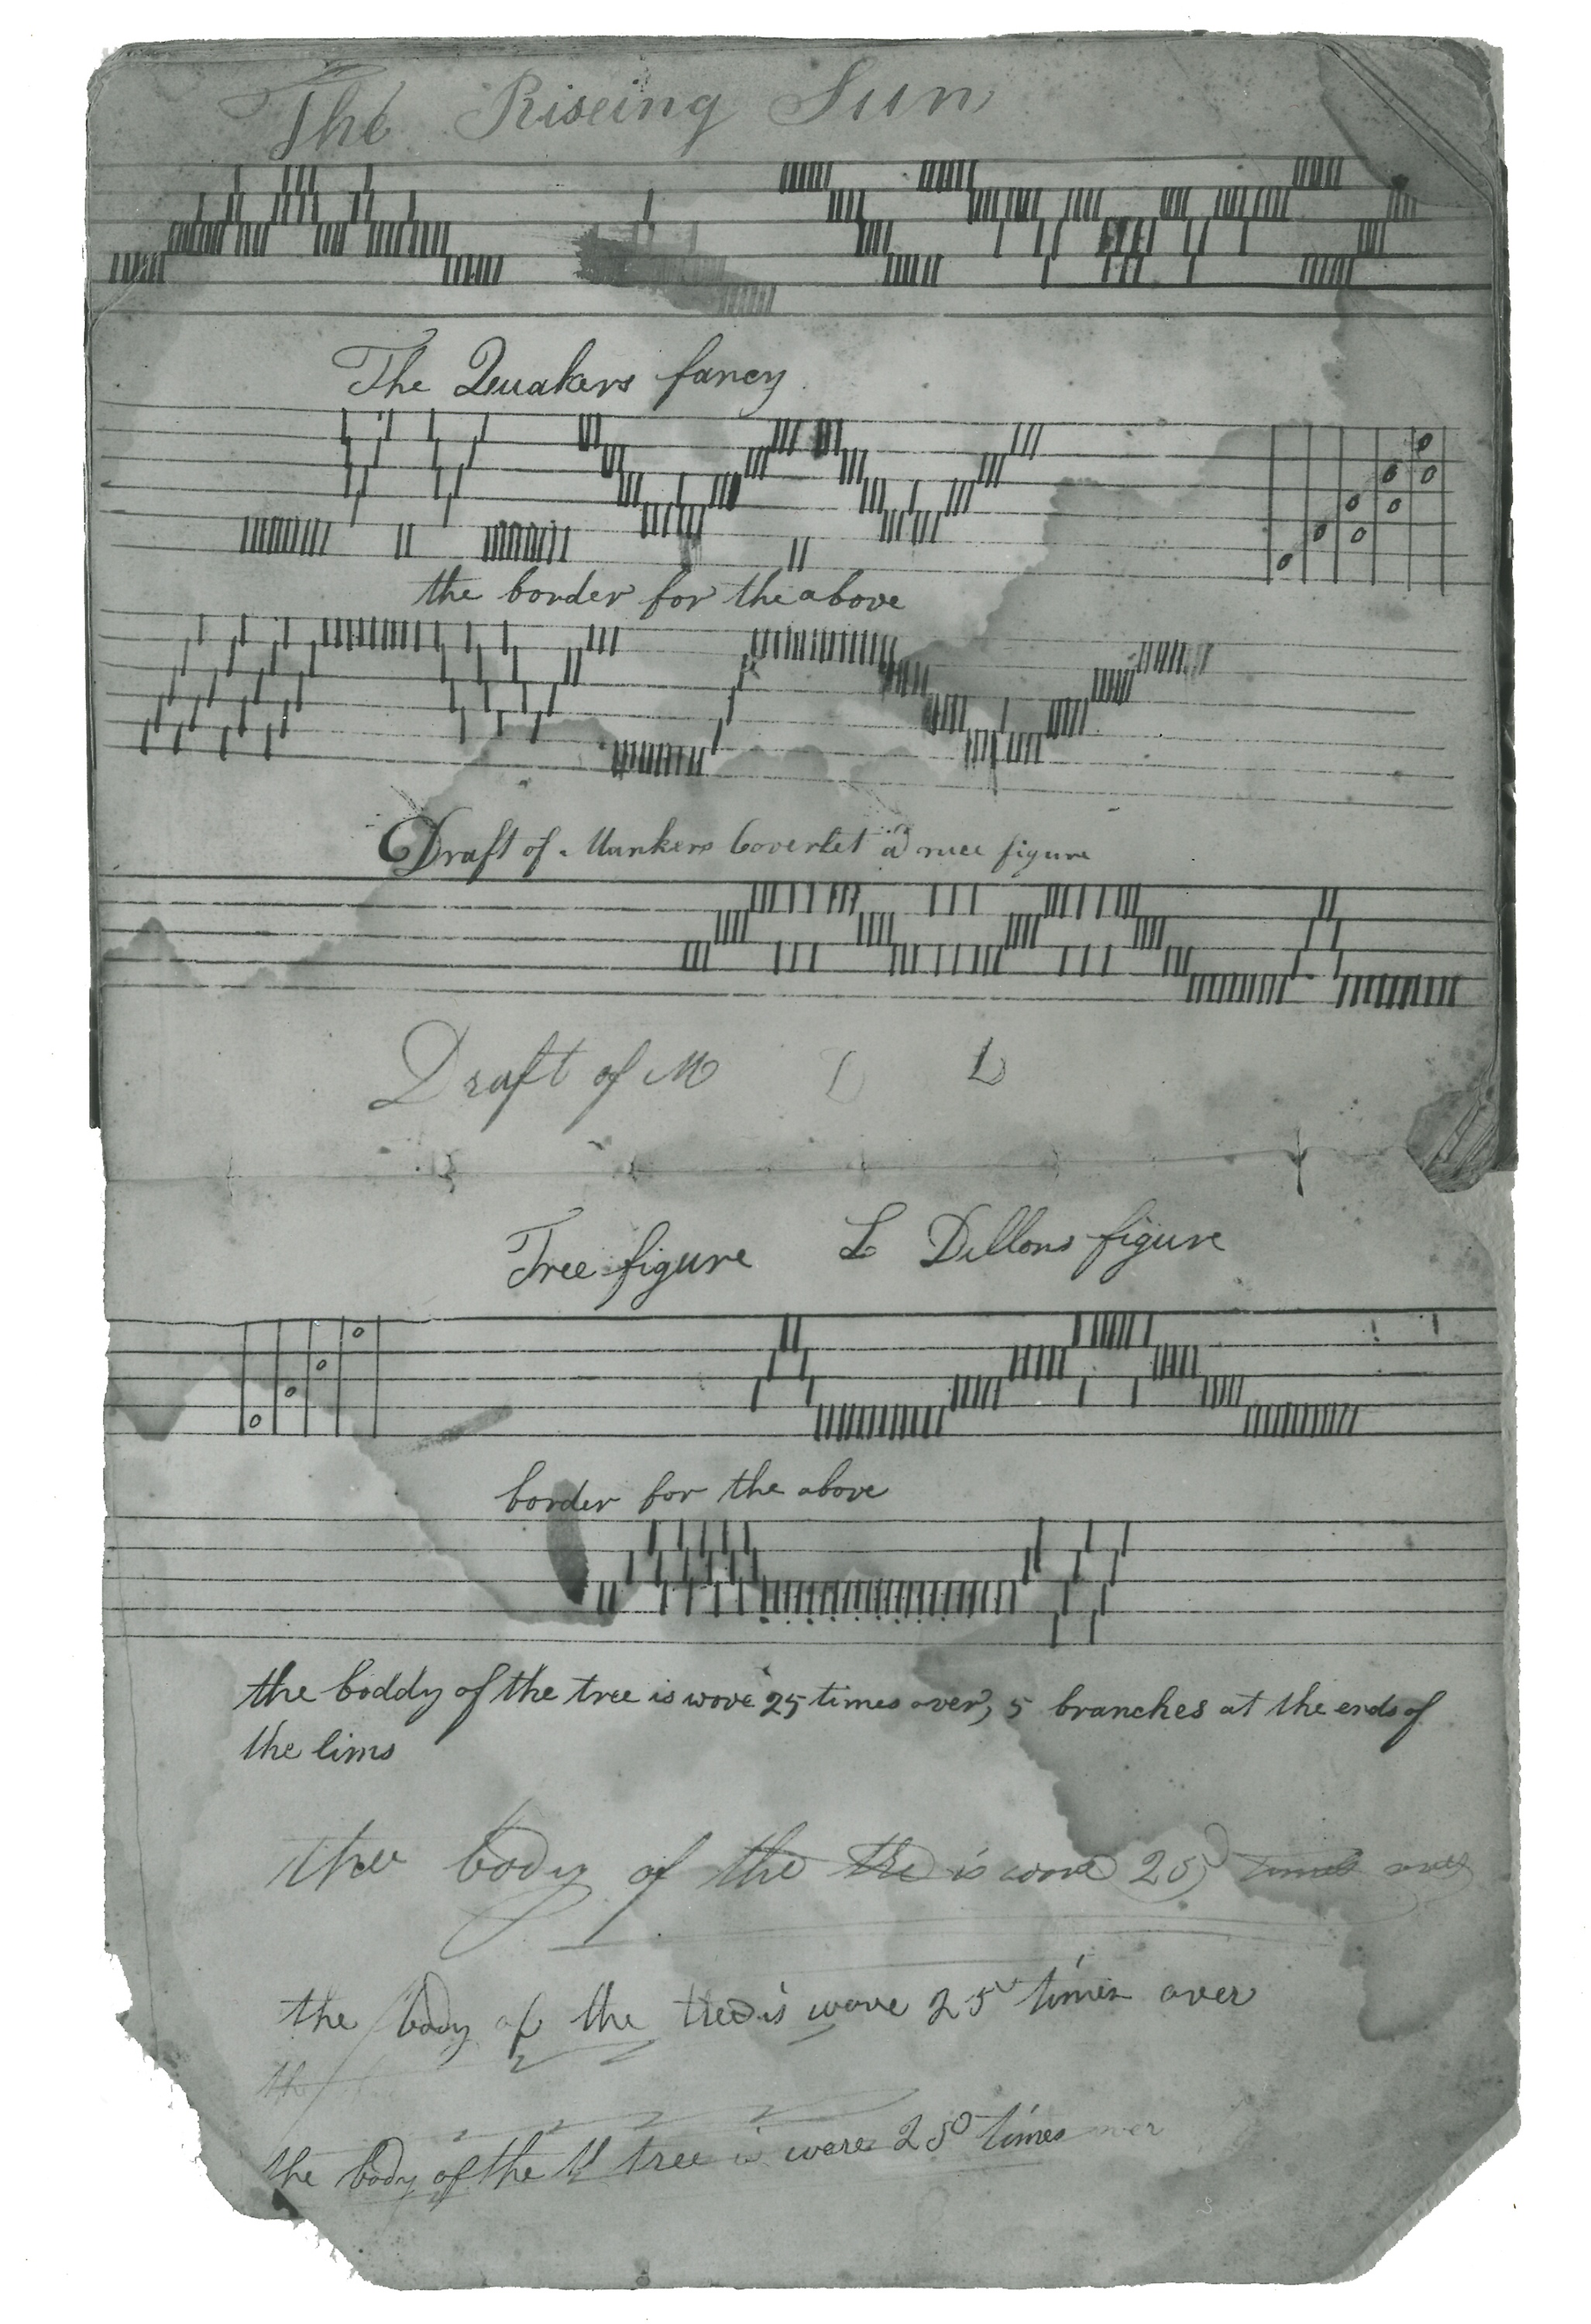 The Riseing Sun
The Quakers fancy
the border for the above
Draft of Mankers Coverlet a nice figure
Draft of M D L
Tree figure L Dillons figure
border for the above
the boddy of the tree is wove 25 times over, 5 branches at the ends of
the lims
the body of the tre is wove 25 times over
the body of the tree is wove 25 times over
the
the body of the tree is wove 25 times over